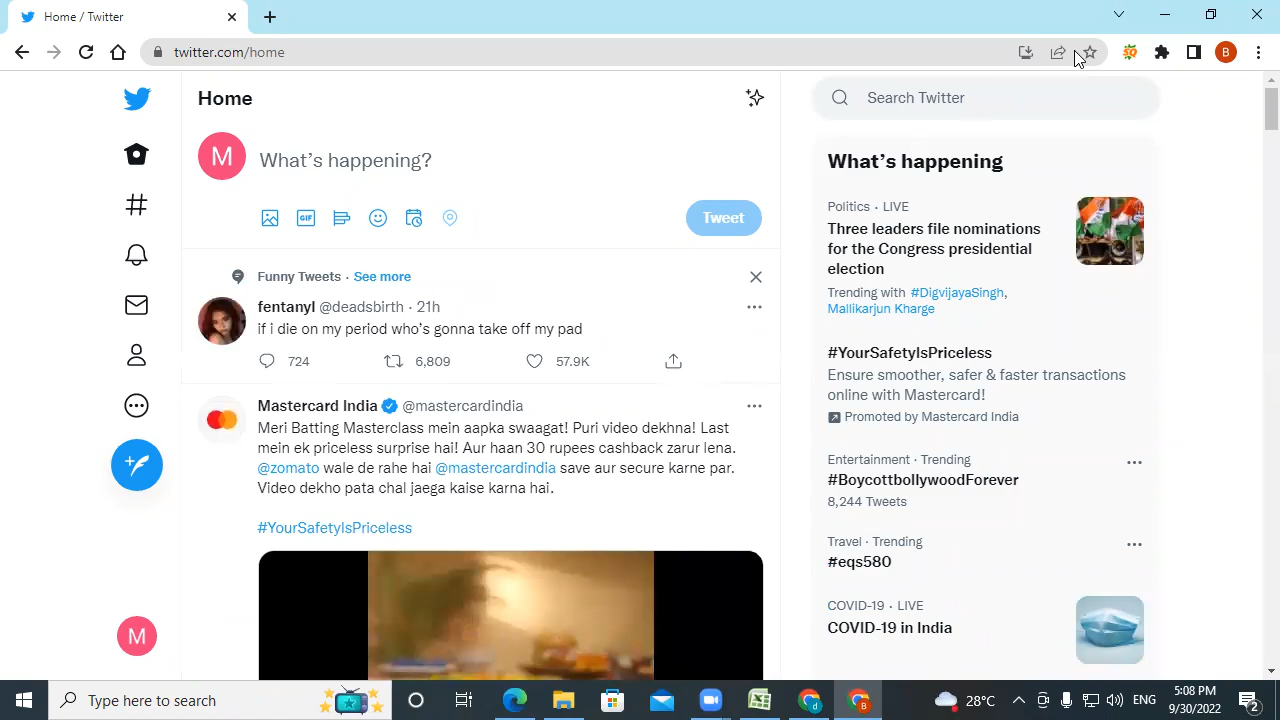 Home / Twitter
twitter.com/home
B
Home
Search Twitter
M
What's happening?
GIF
Tweet
Funny Tweets · See more
fentanyl @deadsbirth · 21h
if i die on my period who's gonna take off my pad
724
6,809
57.9K
Mastercard India @mastercardindia
Meri Batting Masterclass mein aapka swaagat! Puri video dekhna! Last
mein ek priceless surprise hai! Aur haan 30 rupees cashback zarur lena.
@zomato wale de rahe hai @mastercardindia save aur secure karne par.
Video dekho pata chal jaega kaise karna hai.
#YourSafetyIsPriceless
What's happening
Politics · LIVE
Three leaders file nominations
for the Congress presidential
election
Trending with #DigvijayaSingh,
Mallikarjun Kharge
#YourSafetyIsPriceless
Ensure smoother, safer & faster transactions
online with Mastercard!
Promoted by Mastercard India
Entertainment · Trending
#BoycottbollywoodForever
8,244 Tweets
Travel · Trending
#eqs580
COVID-19 · LIVE
COVID-19 in India
M
Type here to search
d
B
28°C
ENG
5:08 PM
9/30/2022
2